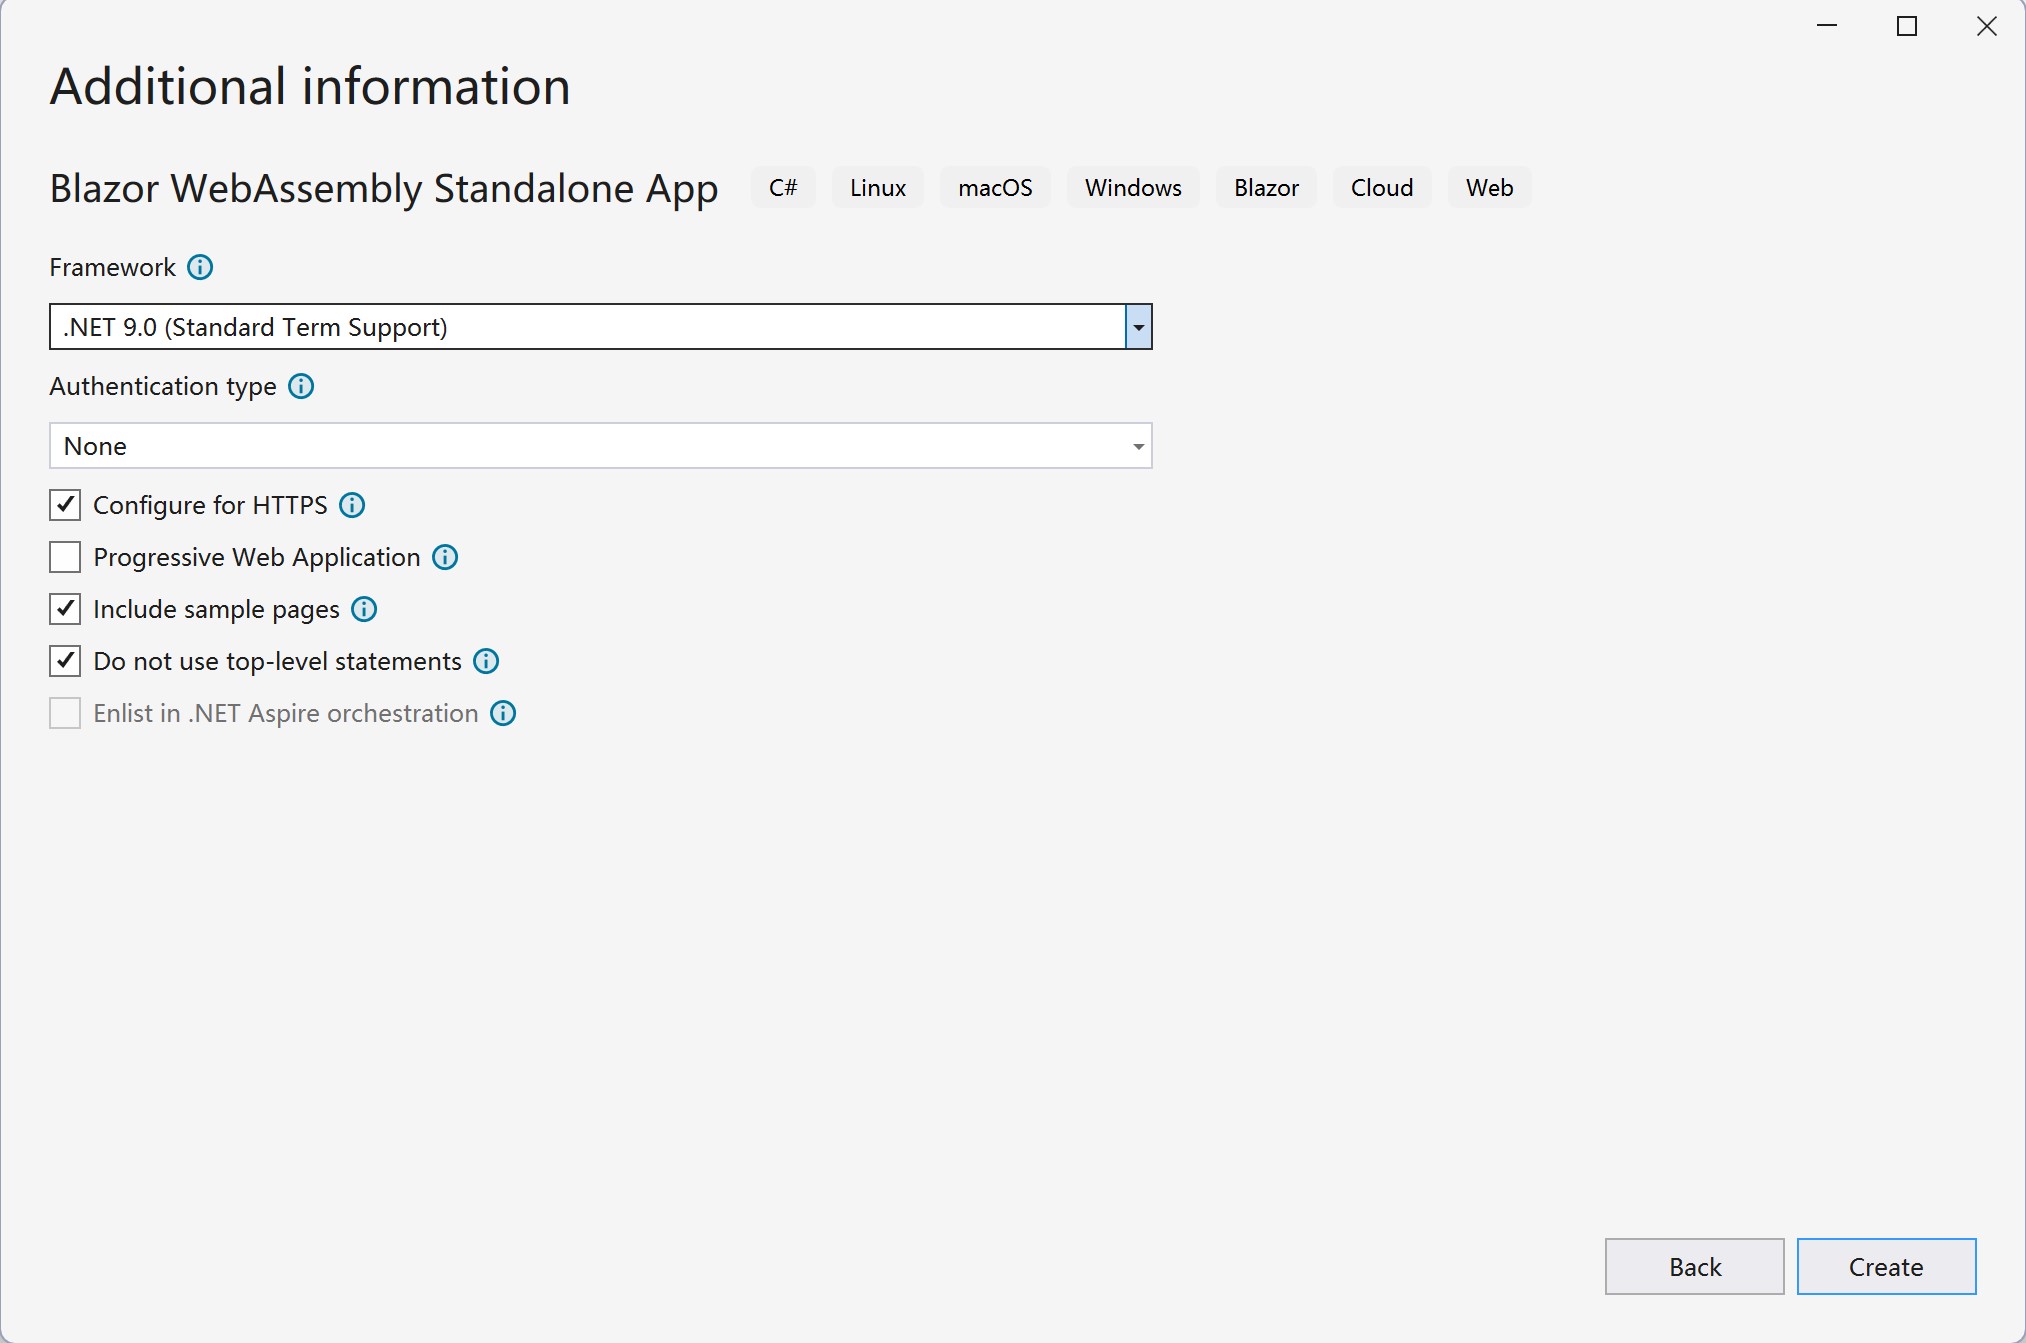 Additional information
Blazor WebAssembly Standalone App C# Linux macOS Windows Blazor Cloud Web
Framework
.NET 9.0 (Standard Term Support)
Authentication type
None
Configure for HTTPS
Progressive Web Application
Include sample pages
Do not use top-level statements
Enlist in .NET Aspire orchestration
Back Create